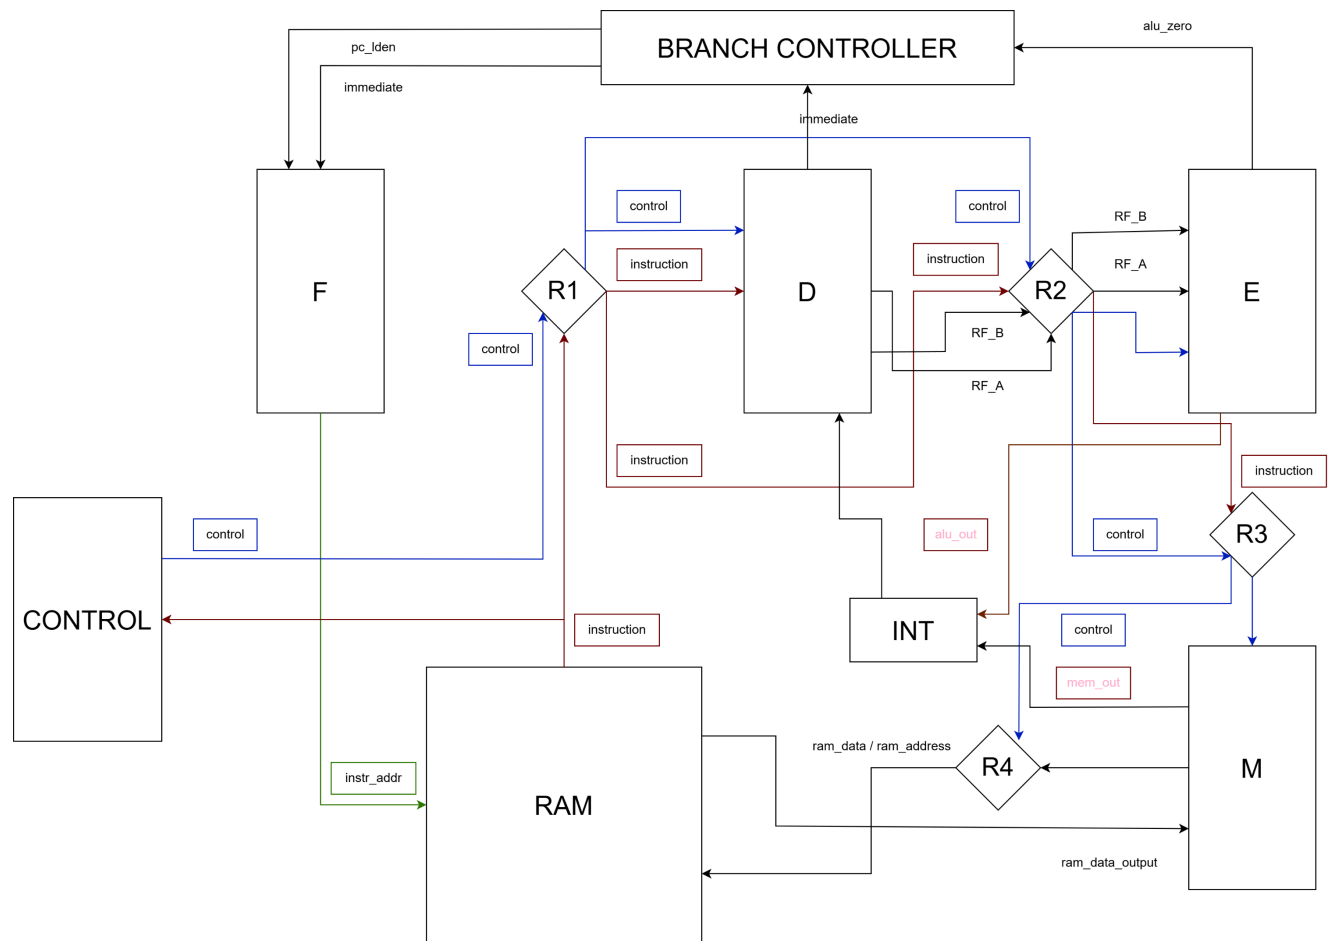 alu_zero
BRANCH CONTROLLER
pc_lden
immediate
immediate
control
control
RF_B
instruction
instruction
RF_A
F
R1
D
R2
E
control
RF_B
RF_A
instruction
instruction
control
alu_out
control
R3
CONTROL
INT
instruction
control
mem_out
ram_data / ram_address
R4
M
instr_addr
RAM
ram_data_output